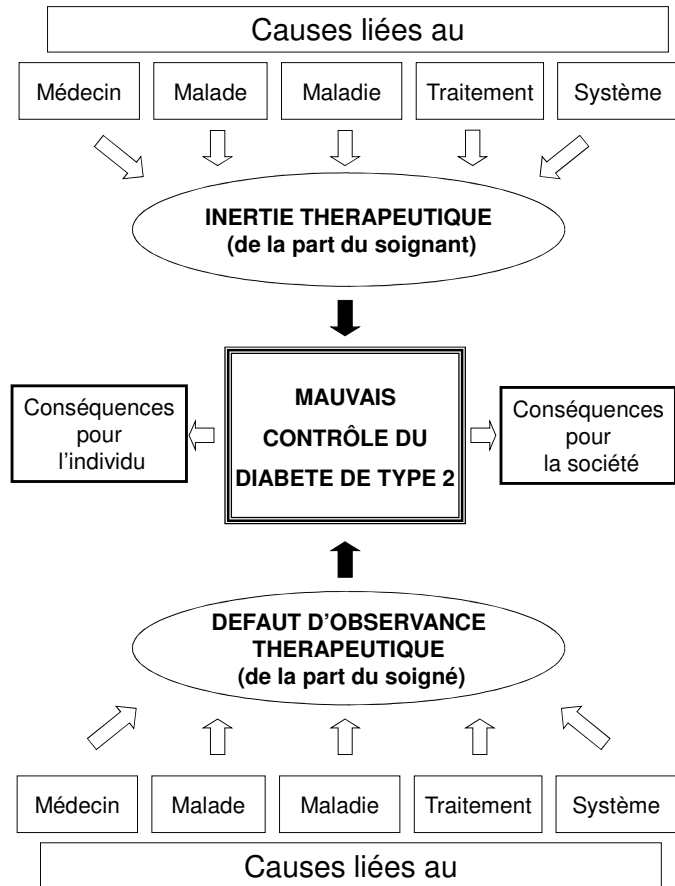 Causes liées au
Médecin
Malade
Maladie
Traitement
Système
INERTIE THERAPEUTIQUE
(de la part du soignant)
Conséquences
pour
l'individu
MAUVAIS
CONTRÔLE DU
DIABETE DE TYPE 2
Conséquences
pour
la société
DEFAUT D'OBSERVANCE
THERAPEUTIQUE
(de la part du soigné)
Médecin
Malade
Maladie
Traitement
Système
Causes liées au